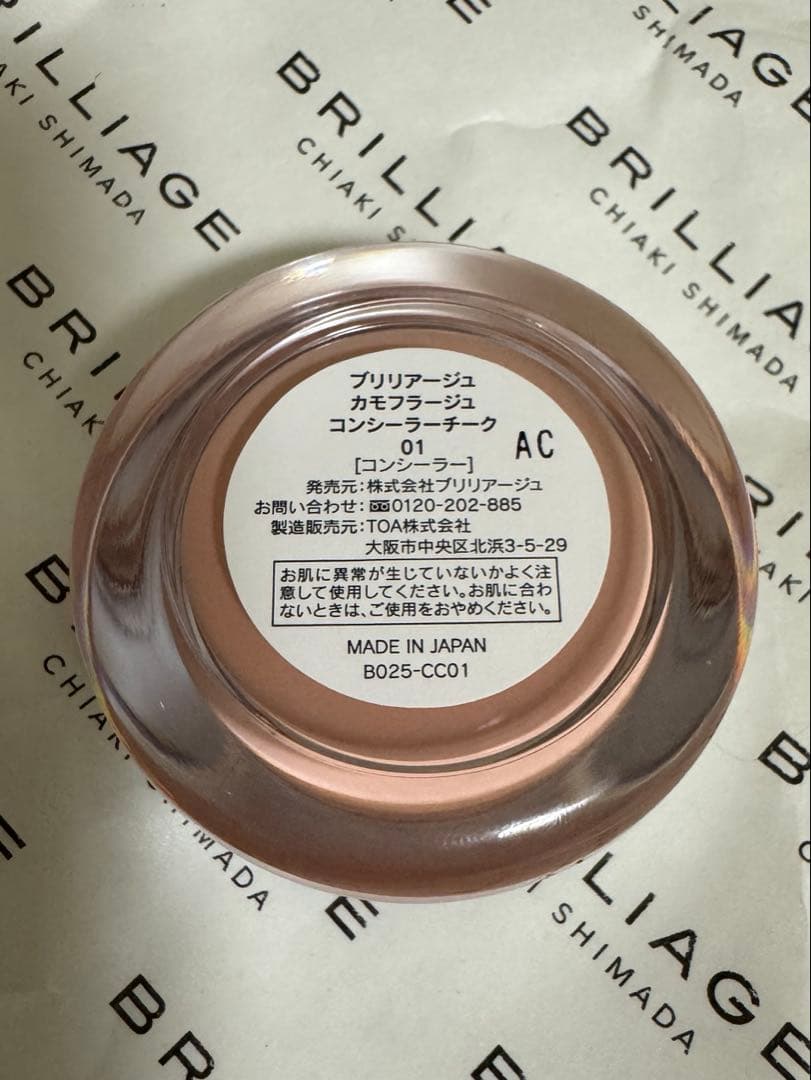 BRILLIAGE
CHIAKI SHIMADA
BRILLIAGE
CHIAKI SHIMADA
ブリリアージュ
カモフラージュ
コンシーラーチーク
01
AC
[コンシーラー]
発売元:株式会社ブリリアージュ
お問い合わせ:0120-202-885
製造販売元:TOA株式会社
大阪市中央区北浜3-5-29
お肌に異常が生じていないかよく注
意して使用してください。お肌に合わ
ないときは、ご使用をおやめください。
MADE IN JAPAN
B025-CC01